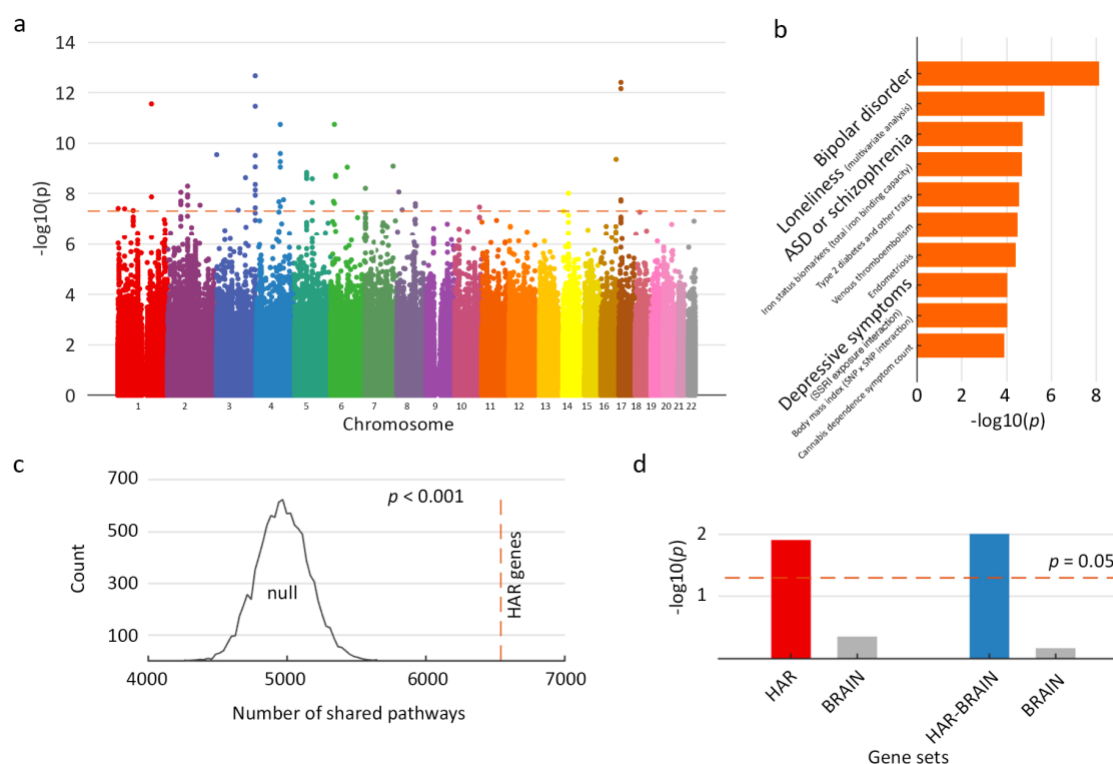 a
14
12
10
8
6
4
2
0
-log10(p)
1 2 3 4 5 6 7 8 9 10 11 12 13 14 15 16 17 18 19 20 21 22
Chromosome
b
0 2 4 6 8
Bipolar disorder
Loneliness (multivariate analysis)
ASD or schizophrenia
Iron status biomarkers (total iron binding capacity)
Type 2 diabetes and other traits
Venous thromboembolism
Endometriosis
Depressive symptoms
(SSRI exposure interaction)
Body mass index (SNP x SNP interaction)
Cannabis dependence symptom count
0 2 4 6 8
-log10(p)
c
700
500
300
100
Count
p < 0.001
null
HAR genes
4000 5000 6000 7000
Number of shared pathways
d
2
1
-log10(p)
p = 0.05
HAR
BRAIN
HAR-BRAIN
BRAIN
Gene sets